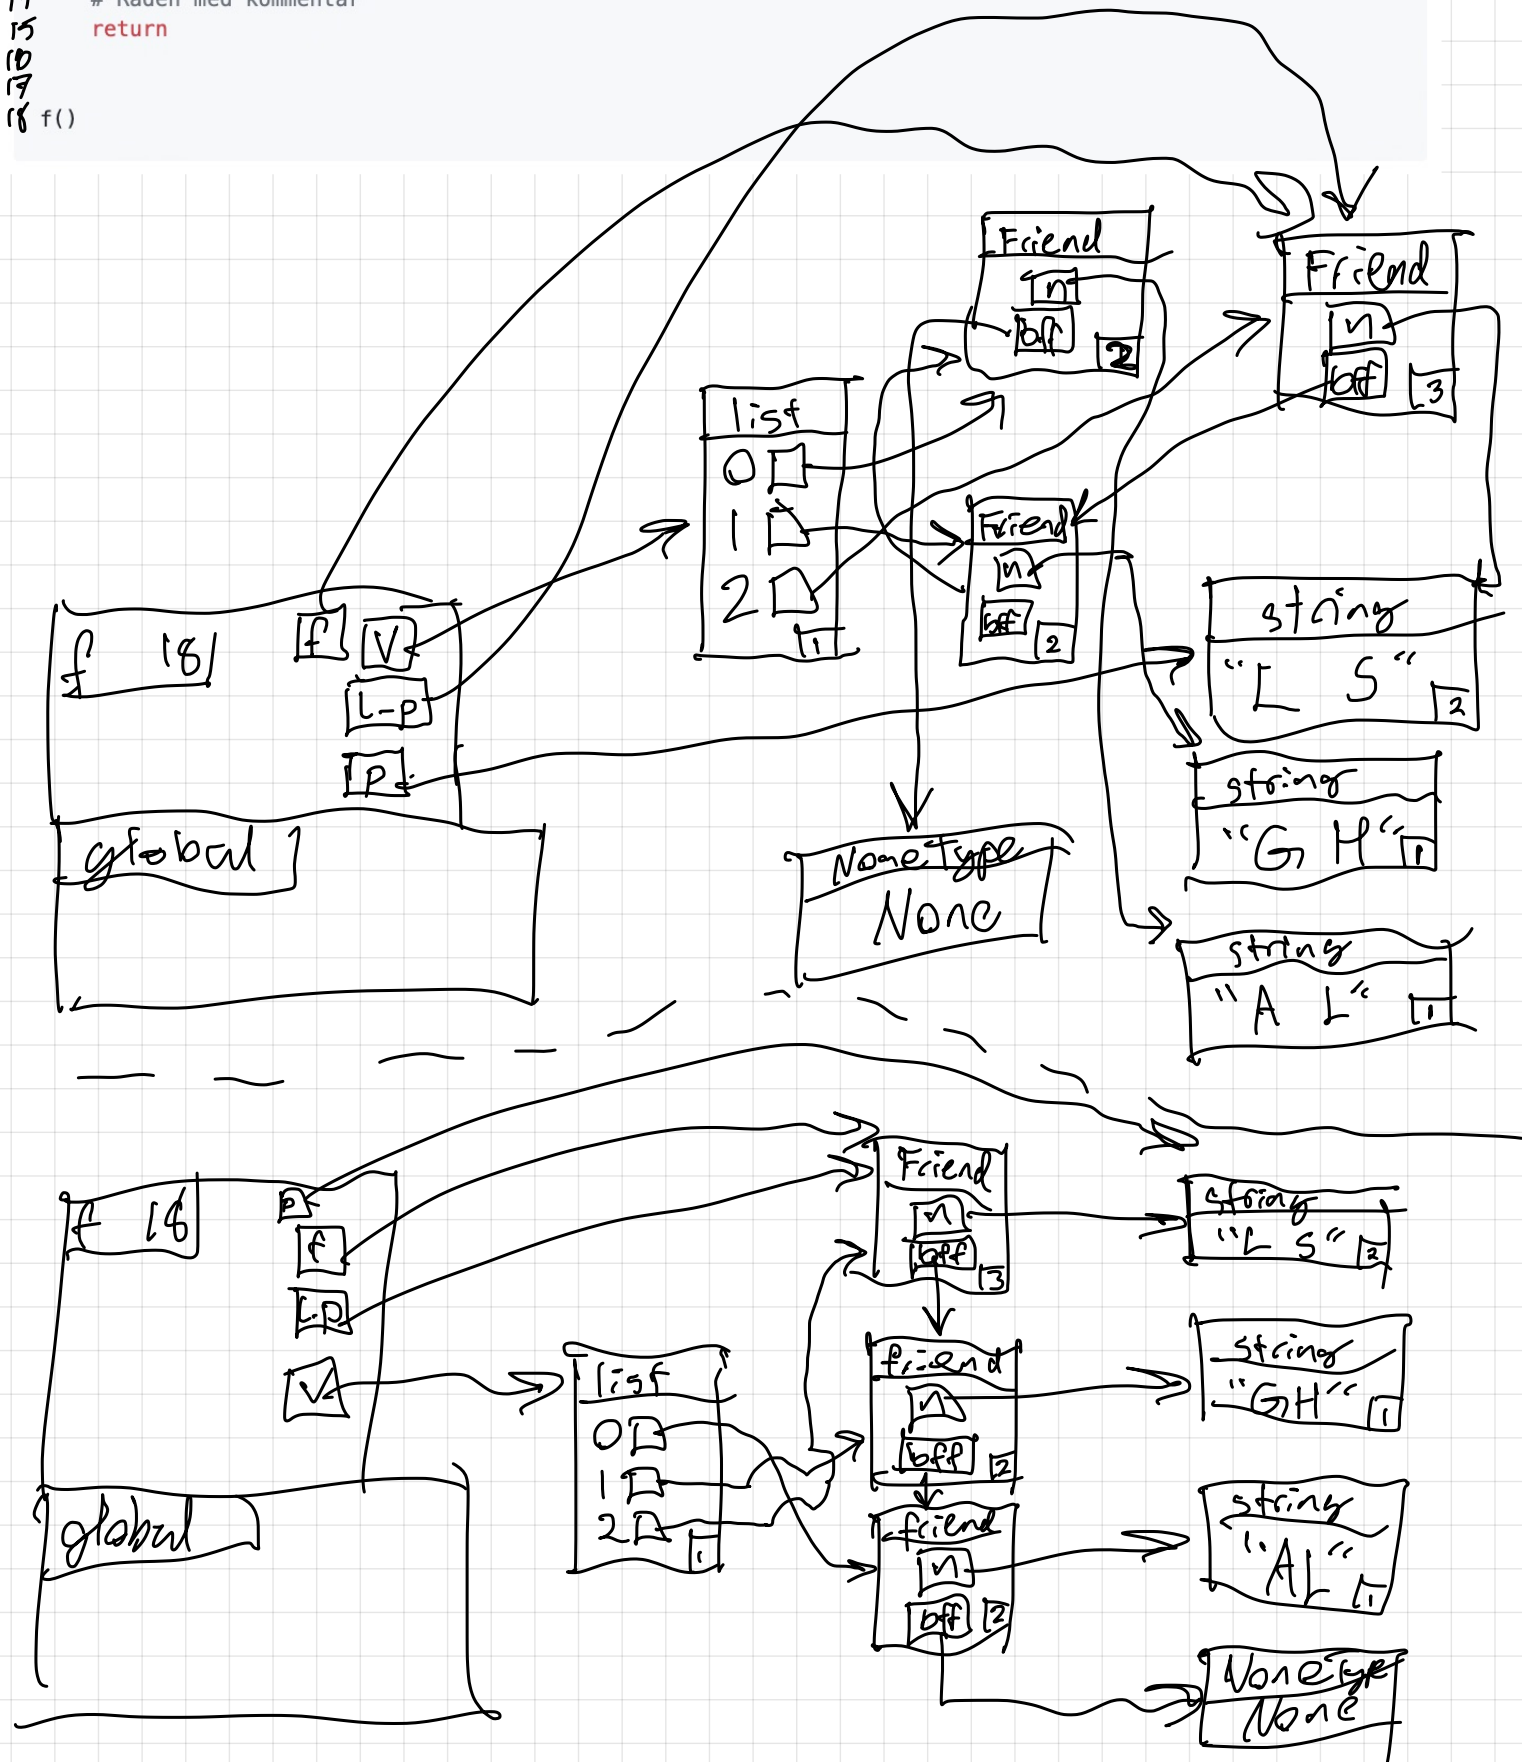 # Raden med kommentar
15 return
16
17
18 f()
Friend
n
bff
2
Friend
n
bff
3
list
0
1
2
1
Friend
n
bff
2
f 18
f V
l-p
p
string
"L S"
2
string
"G H"
1
global
NoneType
None
string
"A L"
1
f 18
p
f
l-p
V
Friend
n
bff
3
string
"L S"
2
list
0
1
2
1
friend
n
bff
2
string
"GH"
1
global
friend
n
bff
2
string
"AL"
1
NoneType
None